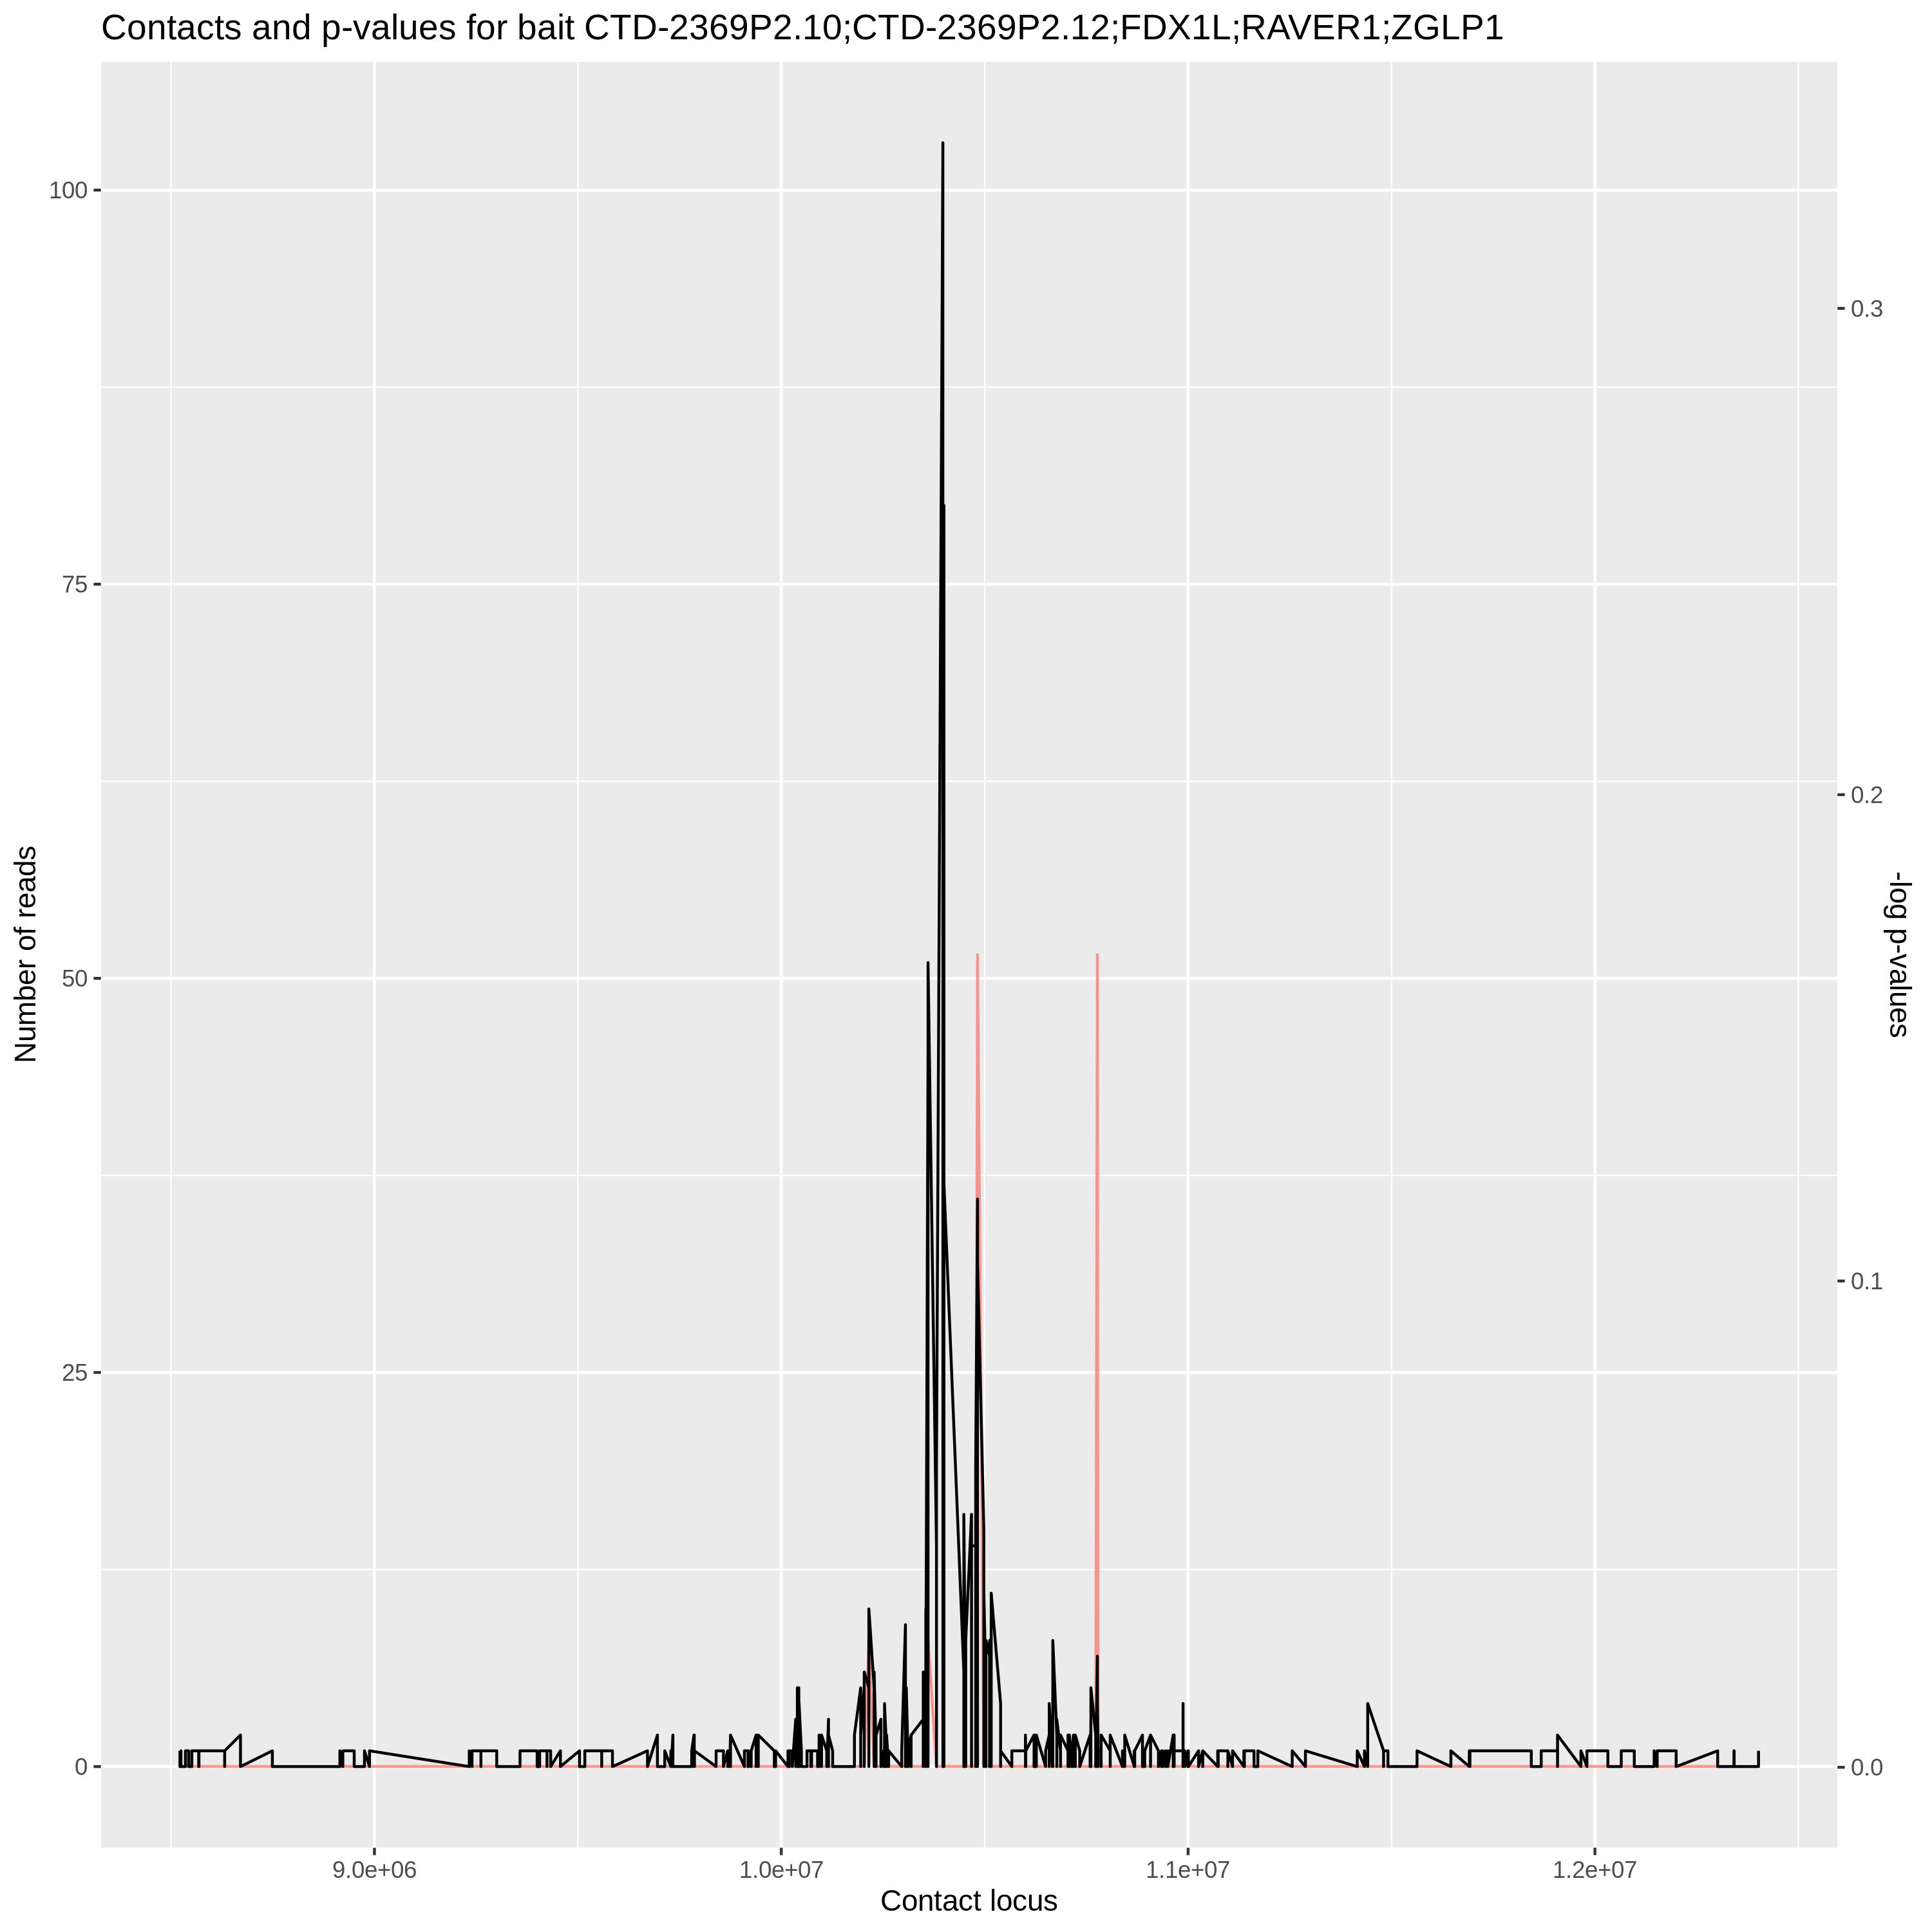 Contacts and p-values for bait CTD-2369P2.10;CTD-2369P2.12;FDX1L;RAVER1;ZGLP1
100
75
50
25
0
Number of reads
0.3
0.2
0.1
0.0
-log p-values
9.0e+06
1.0e+07
1.1e+07
1.2e+07
Contact locus